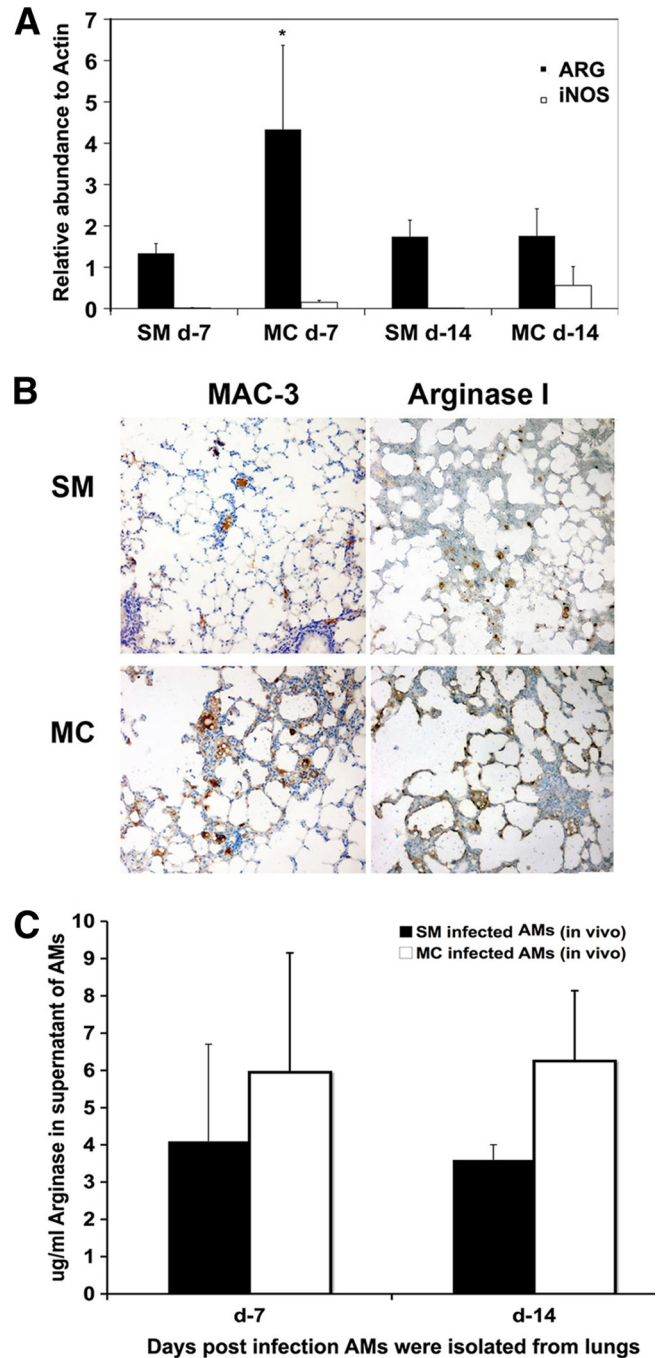 A
Relative abundance to Actin
7
6
5
4
3
2
1
0
*
ARG
iNOS
SM d-7 MC d-7 SM d-14 MC d-14
B
MAC-3 Arginase I
SM
MC
C
ug/ml Arginase in supernatant of AMs
10
9
8
7
6
5
4
3
2
1
0
SM infected AMs (in vivo)
MC infected AMs (in vivo)
d-7 d-14
Days post infection AMs were isolated from lungs